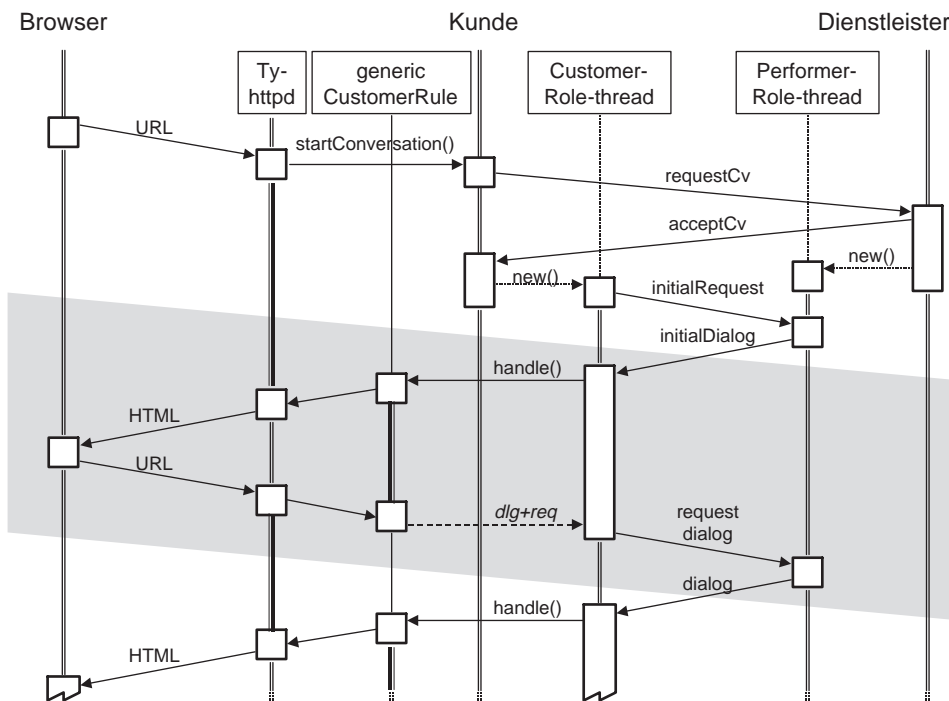 Browser
Kunde
Dienstleister
Ty-
httpd
generic
CustomerRule
Customer-
Role-thread
Performer-
Role-thread
URL
startConversation()
requestCv
acceptCv
new()
new()
initialRequest
initialDialog
handle()
HTML
URL
dlg+req
request
dialog
dialog
handle()
HTML